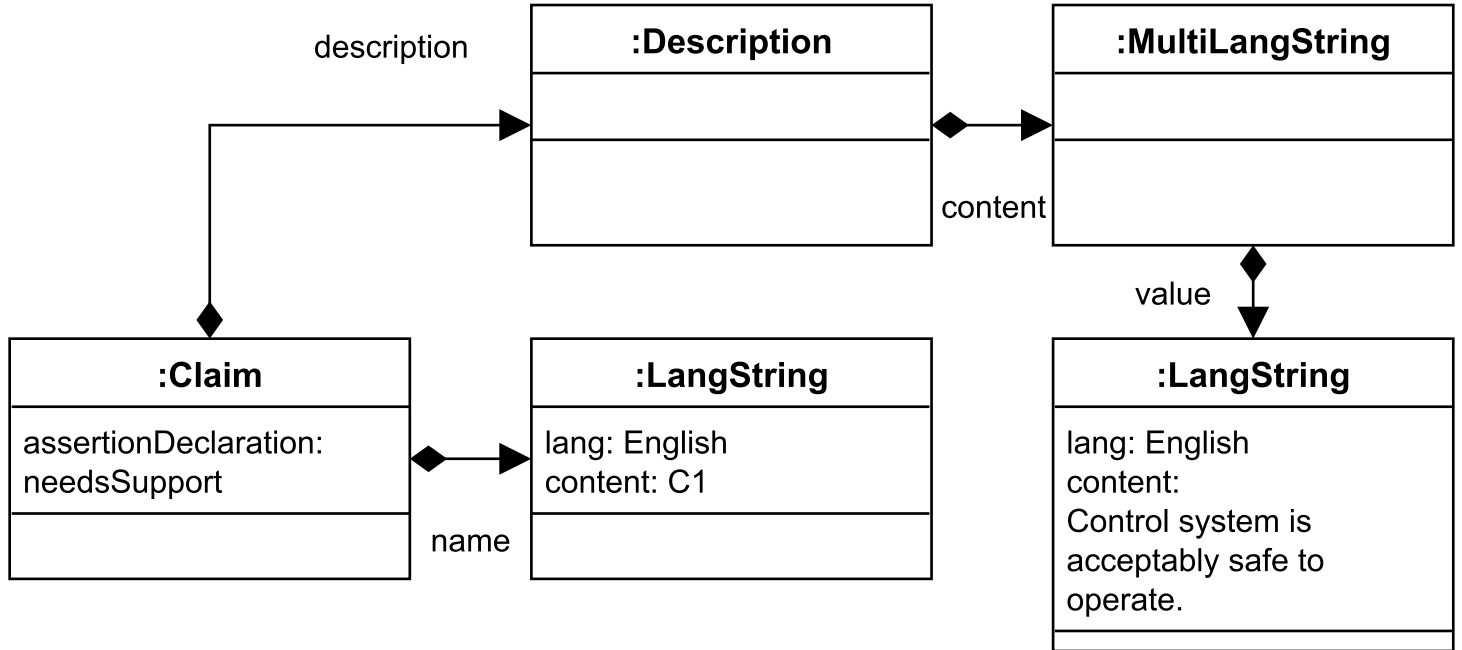 description
:Description
:MultiLangString
content
value
:Claim
assertionDeclaration:
needsSupport
name
:LangString
lang: English
content: C1
:LangString
lang: English
content:
Control system is
acceptably safe to
operate.